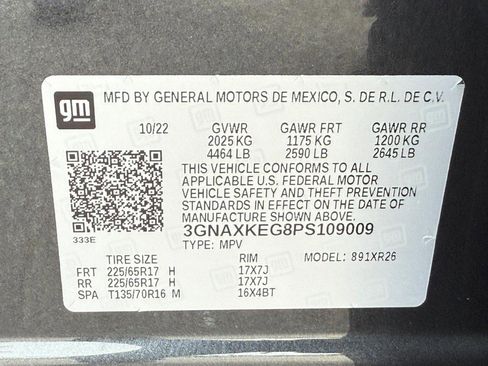 gm
MFD BY GENERAL MOTORS DE MEXICO, S. DE R.L. DE C.V.
10/22 GVWR GAWR FRT GAWR RR
2025 KG 1175 KG 1200 KG
4464 LB 2590 LB 2645 LB
THIS VEHICLE CONFORMS TO ALL
APPLICABLE U.S. FEDERAL MOTOR
VEHICLE SAFETY AND THEFT PREVENTION
STANDARDS IN EFFECT ON THE DATE OF
MANUFACTURE SHOWN ABOVE.
333E
3GNAXKEG8PS109009
TYPE: MPV
TIRE SIZE RIM MODEL: 891XR26
FRT 225/65R17 H 17X7J
RR 225/65R17 H 17X7J
SPA T135/70R16 M 16X4BT